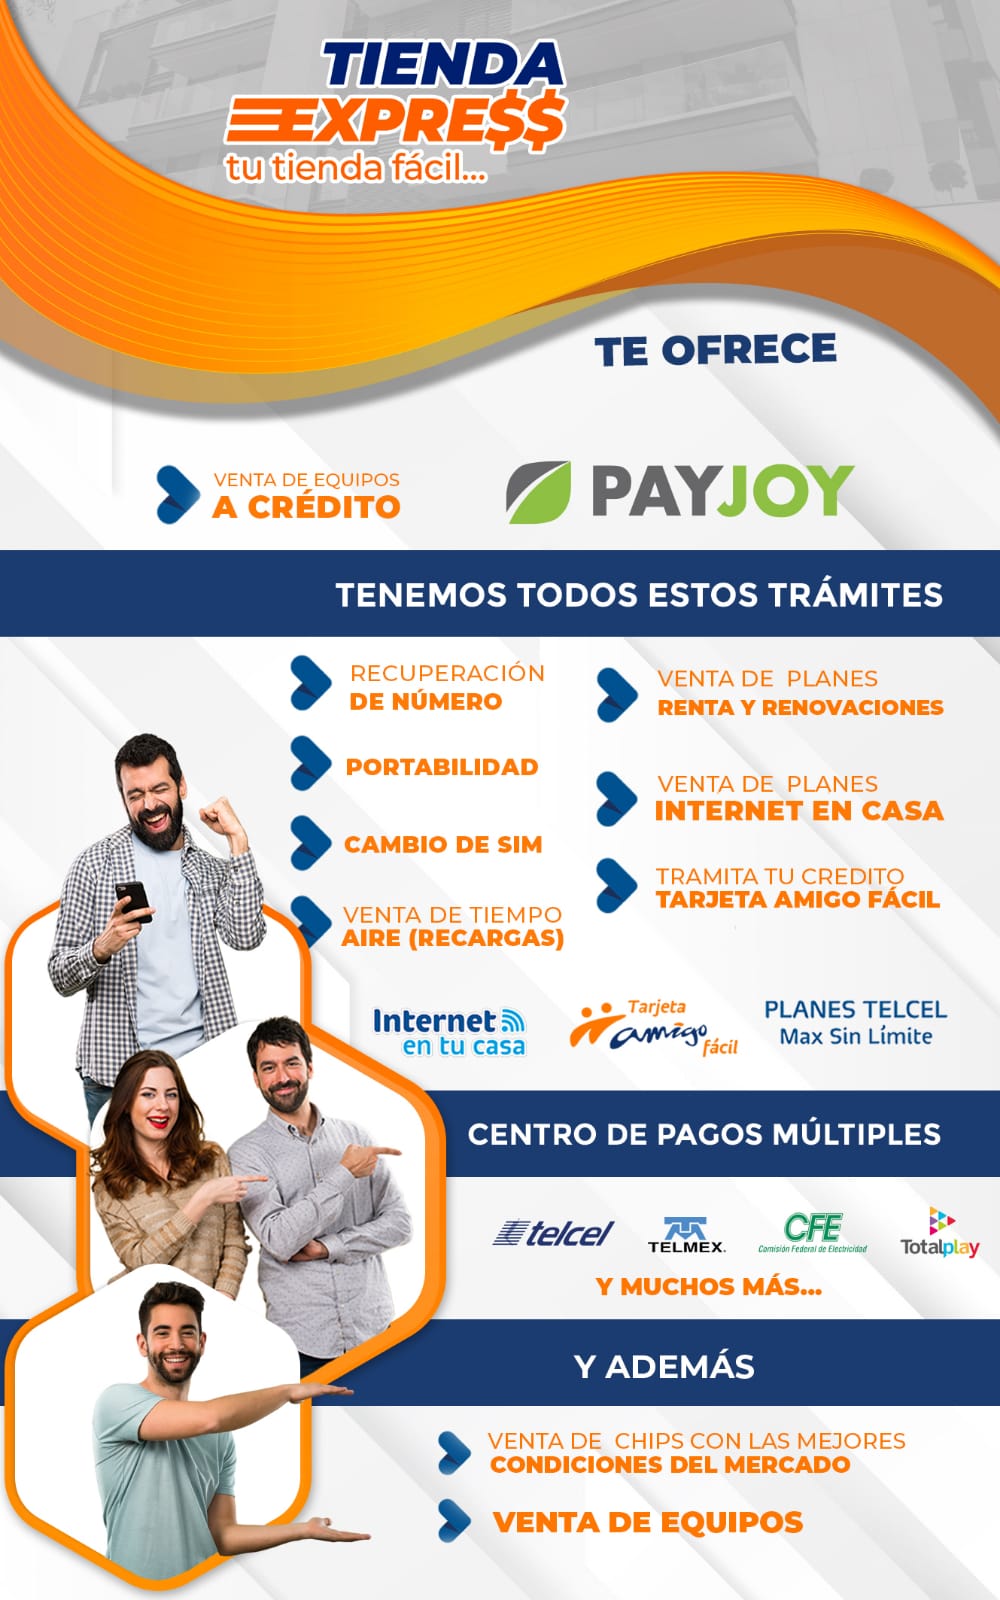 TIENDA
EXPRE$$
tu tienda fácil...
TE OFRECE
VENTA DE EQUIPOS
A CRÉDITO
PAYJOY
TENEMOS TODOS ESTOS TRÁMITES
RECUPERACIÓN
DE NÚMERO
PORTABILIDAD
CAMBIO DE SIM
VENTA DE TIEMPO
AIRE (RECARGAS)
VENTA DE PLANES
RENTA Y RENOVACIONES
VENTA DE PLANES
INTERNET EN CASA
TRAMITA TU CREDITO
TARJETA AMIGO FÁCIL
Internet
en tu casa
Tarjeta
amigo
fácil
PLANES TELCEL
Max Sin Límite
CENTRO DE PAGOS MÚLTIPLES
telcel
TELMEX.
CFE
Comisión Federal de Electricidad
Totalplay
Y MUCHOS MÁS...
Y ADEMÁS
VENTA DE CHIPS CON LAS MEJORES
CONDICIONES DEL MERCADO
VENTA DE EQUIPOS